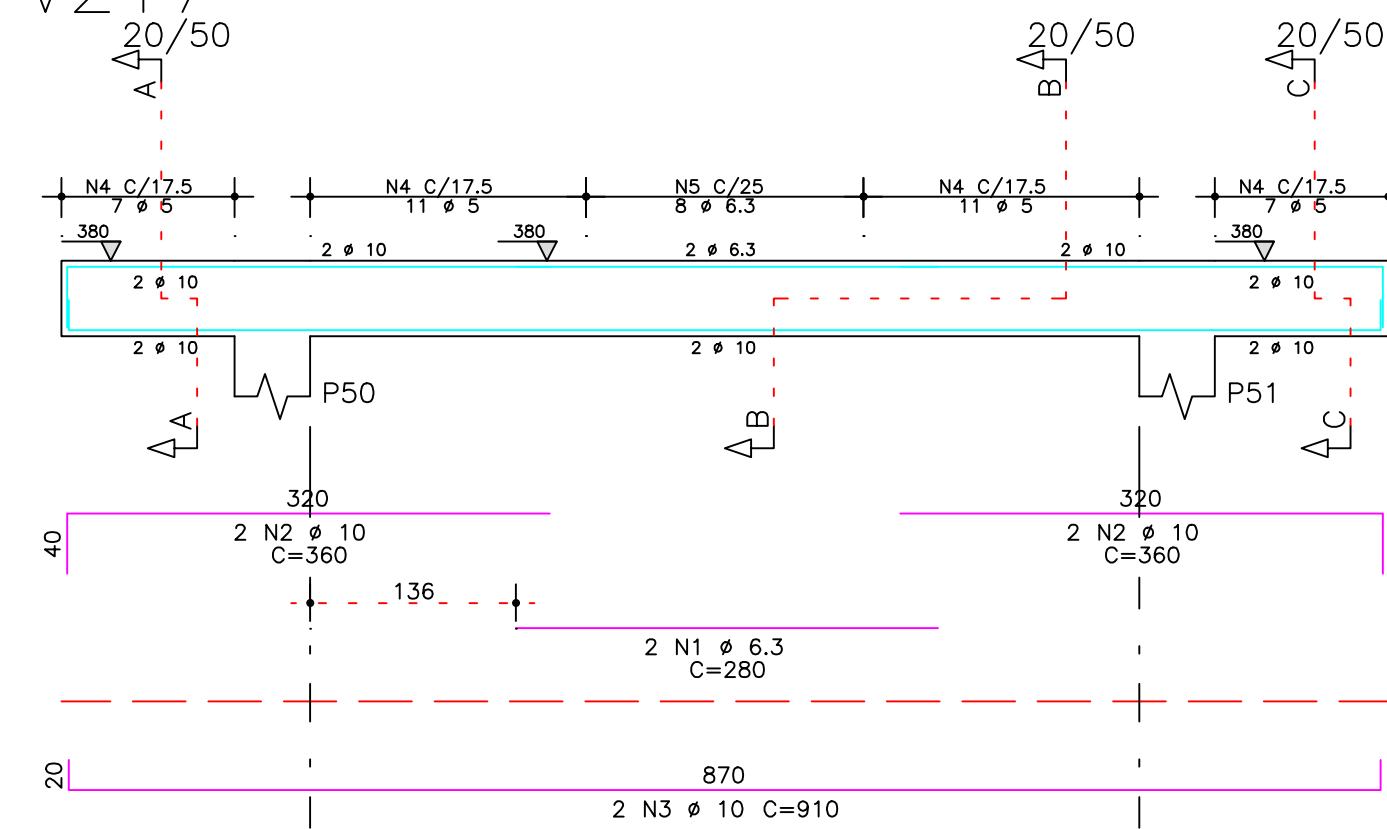 20/50 20/50 20/50
A B C
N4 C/17.5 N4 C/17.5 N5 C/25 N4 C/17.5 N4 C/17.5
7 ø 5 11 ø 5 8 ø 6.3 11 ø 5 7 ø 5
380 380 380
2 ø 10 2 ø 6.3 2 ø 10
2 ø 10 2 ø 10
2 ø 10 2 ø 10 2 ø 10
P50 P51
A B C
320 320
40
2 N2 ø 10 2 N2 ø 10
C=360 C=360
136
2 N1 ø 6.3
C=280
20
870
2 N3 ø 10 C=910